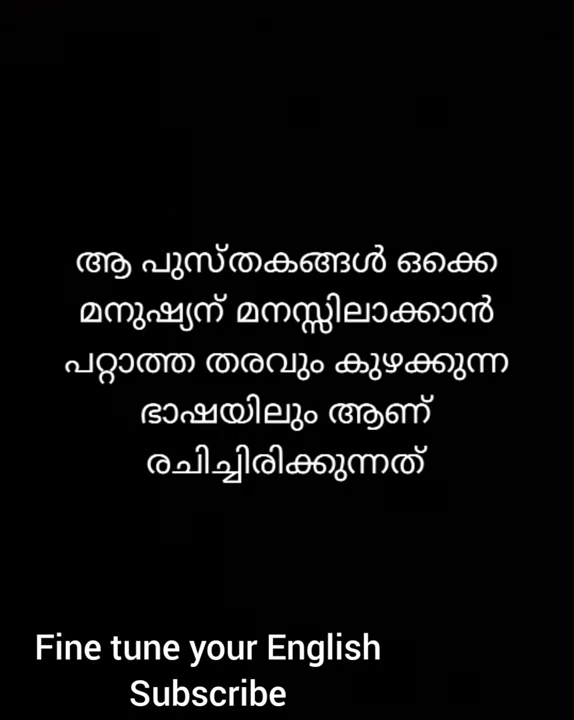 ആ പുസ്തകങ്ങൾ ഒക്കെ
മനുഷ്യന് മനസ്സിലാക്കാൻ
പറ്റാത്ത തരവും കുഴക്കുന്ന
ഭാഷയിലും ആണ്
രചിച്ചിരിക്കുന്നത്
Fine tune your English
Subscribe